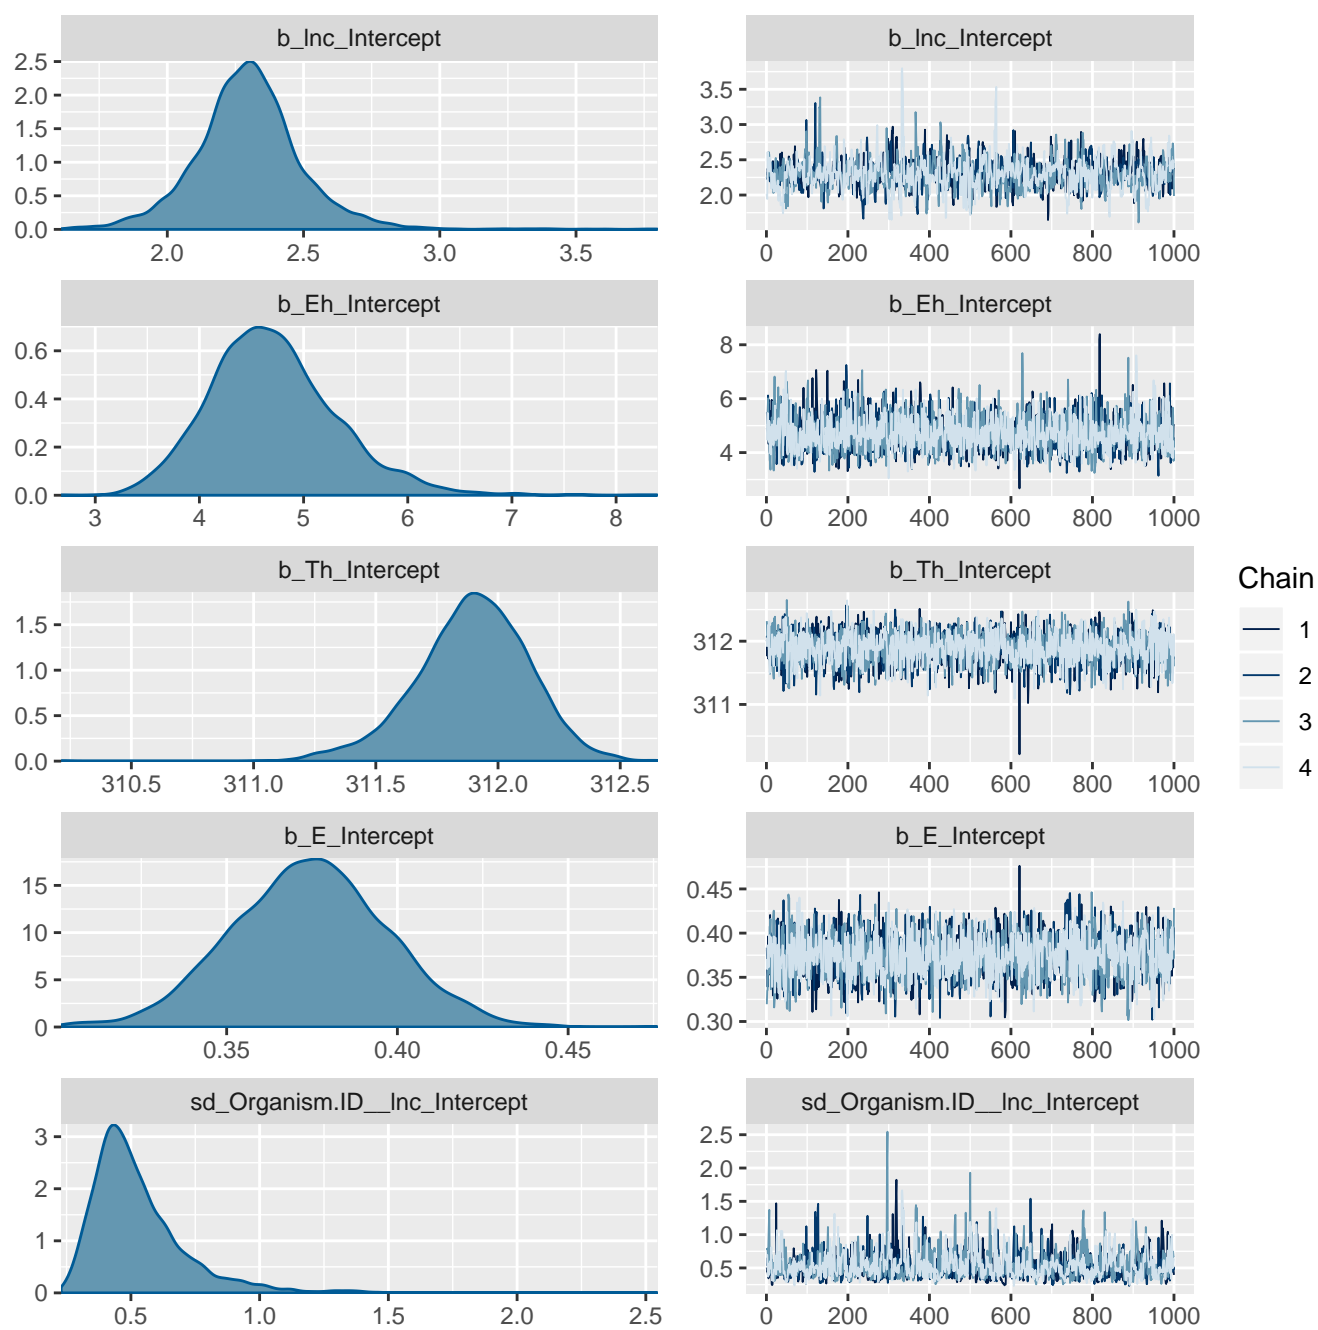 b_lnc_Intercept
2.5
2.0
1.5
1.0
0.5
0.0
2.0 2.5 3.0 3.5
b_lnc_Intercept
3.5
3.0
2.5
2.0
0 200 400 600 800 1000
b_Eh_Intercept
0.6
0.4
0.2
0.0
3 4 5 6 7 8
b_Eh_Intercept
8
6
4
0 200 400 600 800 1000
b_Th_Intercept
1.5
1.0
0.5
0.0
310.5 311.0 311.5 312.0 312.5
b_Th_Intercept
312
311
0 200 400 600 800 1000
b_E_Intercept
15
10
5
0
0.35 0.40 0.45
b_E_Intercept
0.45
0.40
0.35
0.30
0 200 400 600 800 1000
sd_Organism.ID__lnc_Intercept
3
2
1
0
0.5 1.0 1.5 2.0 2.5
sd_Organism.ID__lnc_Intercept
2.5
2.0
1.5
1.0
0.5
0 200 400 600 800 1000
Chain
1
2
3
4